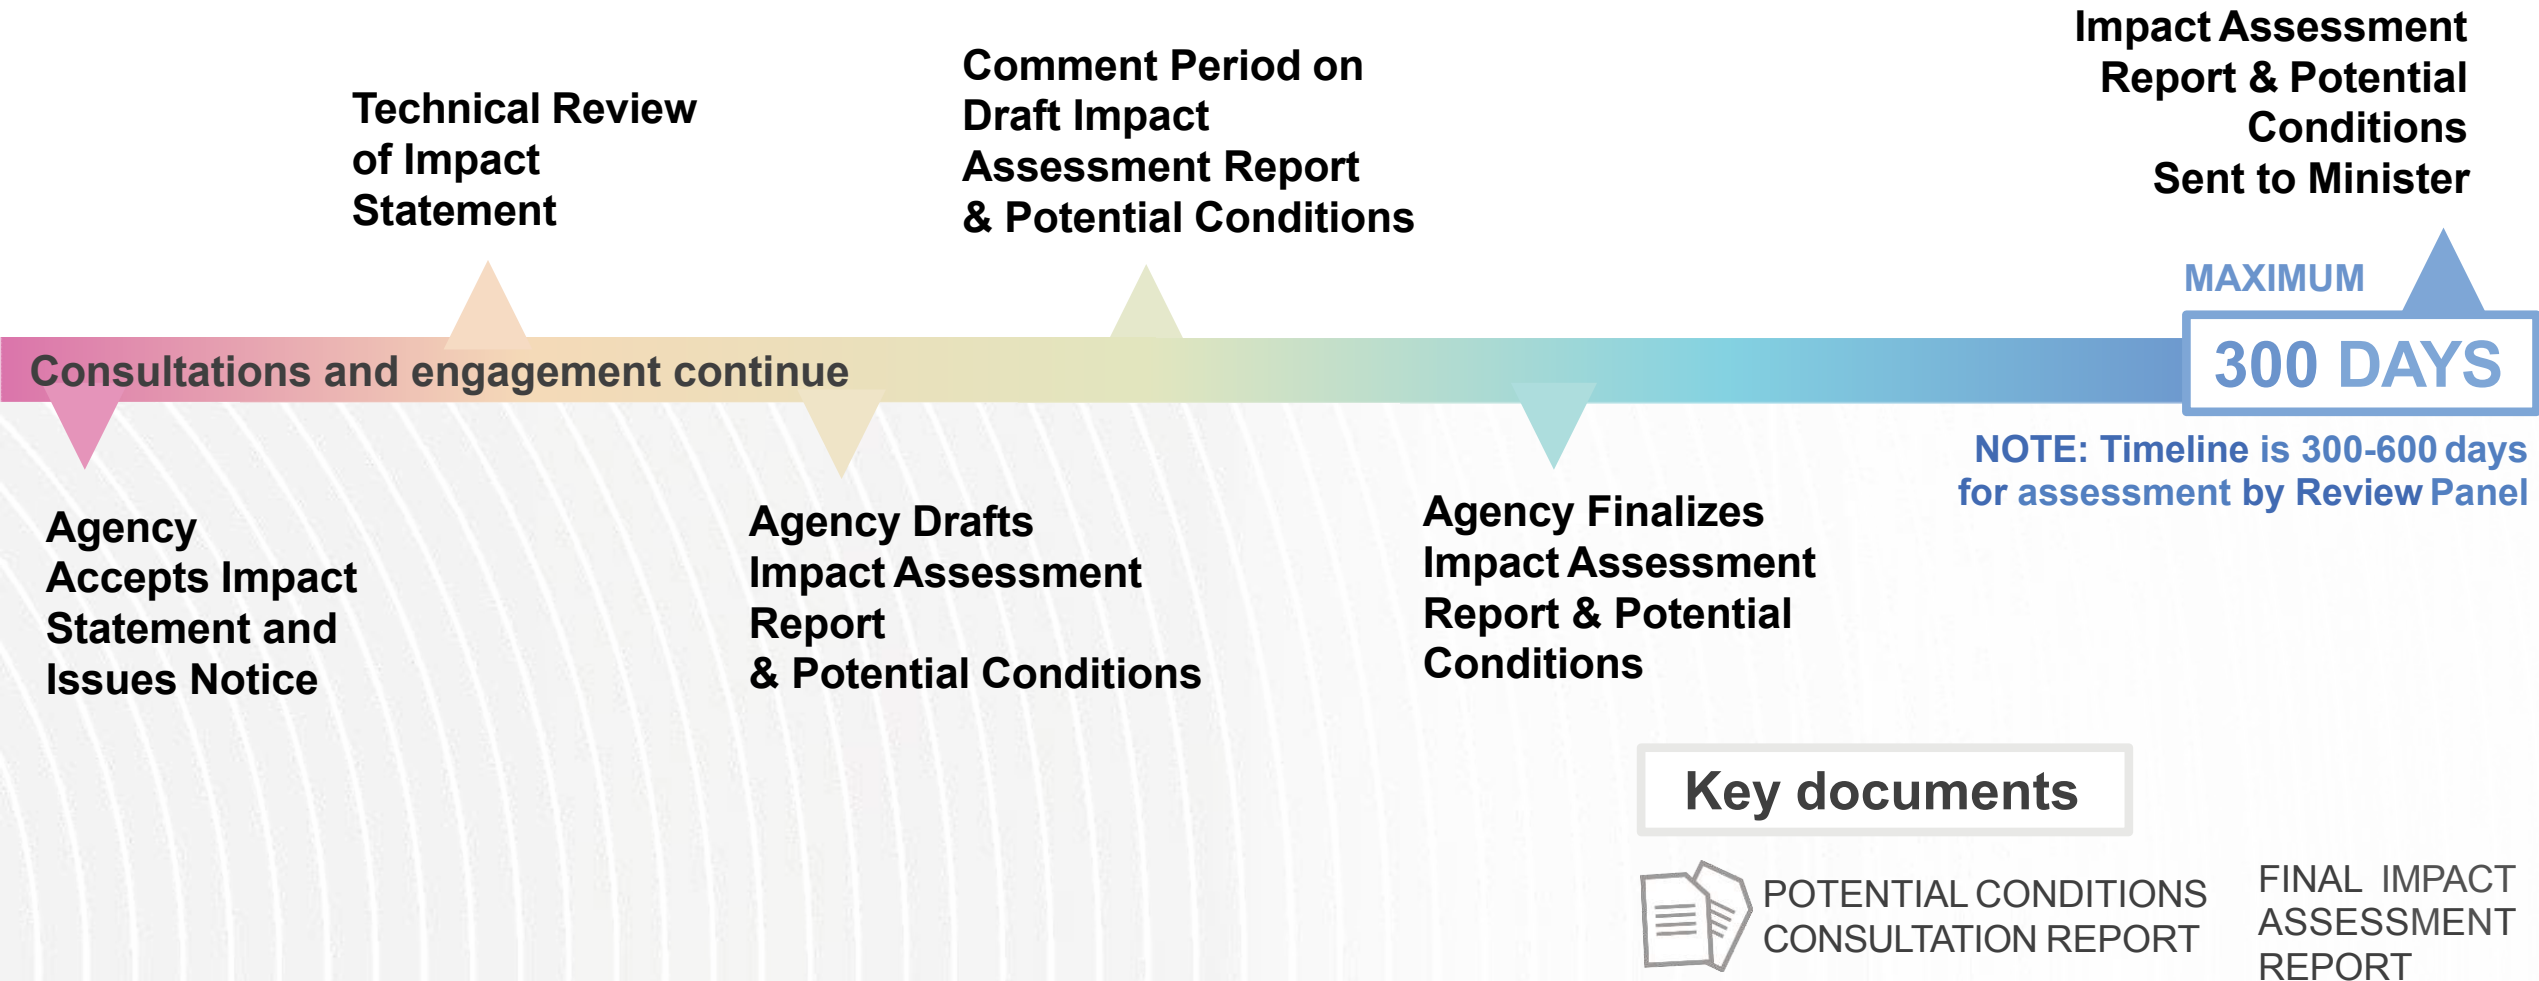 Technical Review
of Impact
Statement
Comment Period on
Draft Impact
Assessment Report
& Potential Conditions
Impact Assessment
Report & Potential
Conditions
Sent to Minister
MAXIMUM
Consultations and engagement continue
300 DAYS
NOTE: Timeline is 300-600 days
for assessment by Review Panel
Agency
Accepts Impact
Statement and
Issues Notice
Agency Drafts
Impact Assessment
Report
& Potential Conditions
Agency Finalizes
Impact Assessment
Report & Potential
Conditions
Key documents
POTENTIAL CONDITIONS
CONSULTATION REPORT
FINAL IMPACT
ASSESSMENT
REPORT